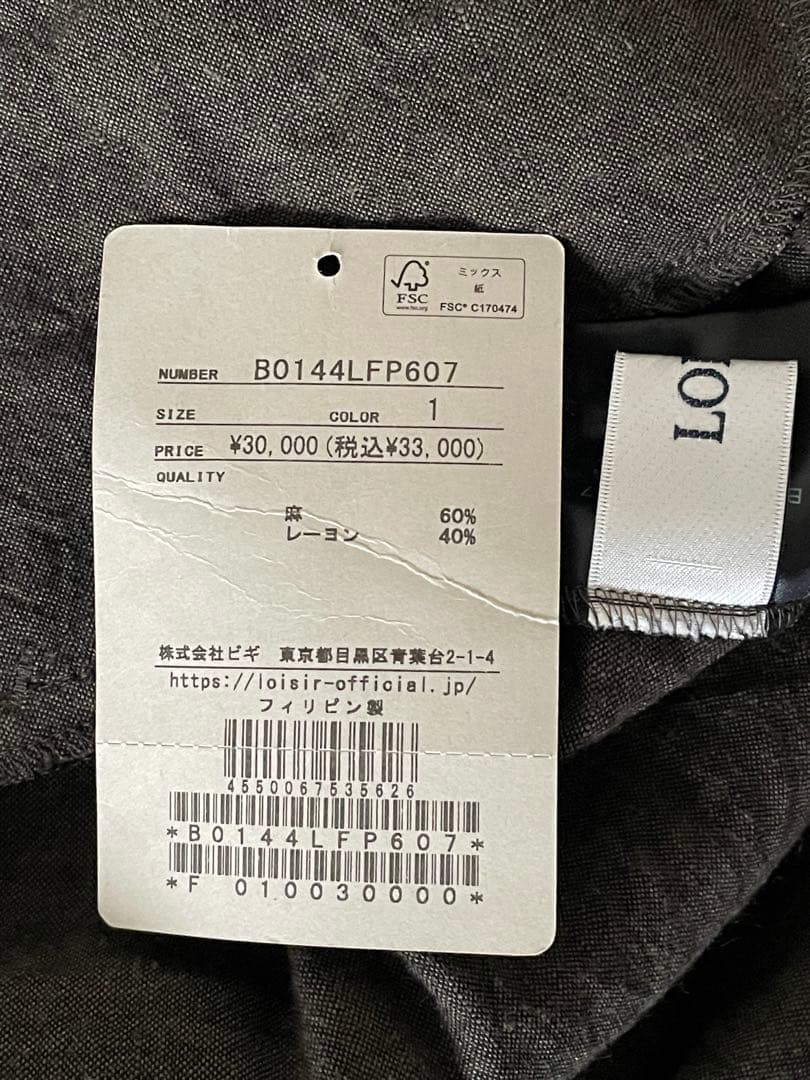 ミックス
紙
FSC
www.fsc.org
FSC® C170474
NUMBER B0144LFP607
SIZE COLOR 1
PRICE ¥30,000(税込¥33,000)
QUALITY
麻 60%
レーヨン 40%
株式会社ビギ 東京都目黒区青葉台2-1-4
https://loisir-official.jp/
フィリピン製
4550067535626
*B0144LFP607*
*F 010030000*
LOI